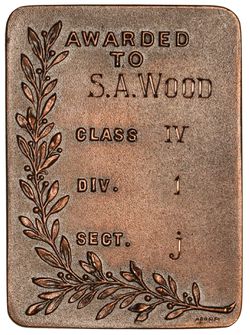 AWARDED
TO
S.A.WOOD
CLASS IV
DIV. 1
SECT. j